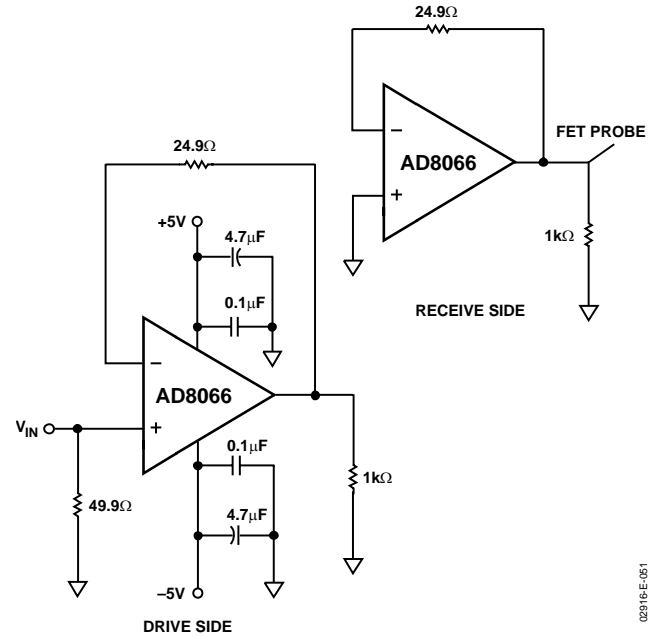 24.9Ω
FET PROBE
−
AD8066
+
1kΩ
RECEIVE SIDE
24.9Ω
+5V
4.7μF
0.1μF
−
AD8066
+
VIN
49.9Ω
0.1μF
4.7μF
1kΩ
−5V
DRIVE SIDE
02916-E-051